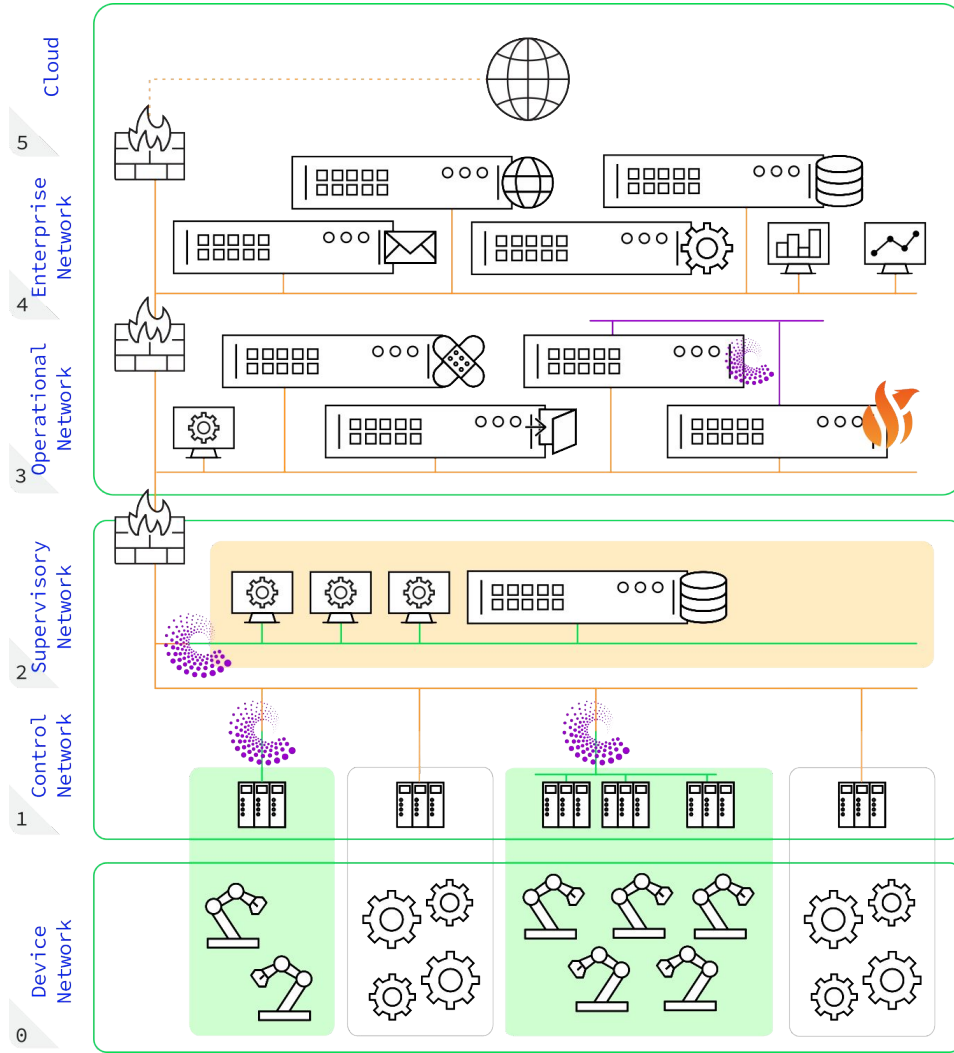 Cloud
5
Enterprise
Network
4
Operational
Network
3
Supervisory
Network
2
Control
Network
1
Device
Network
0